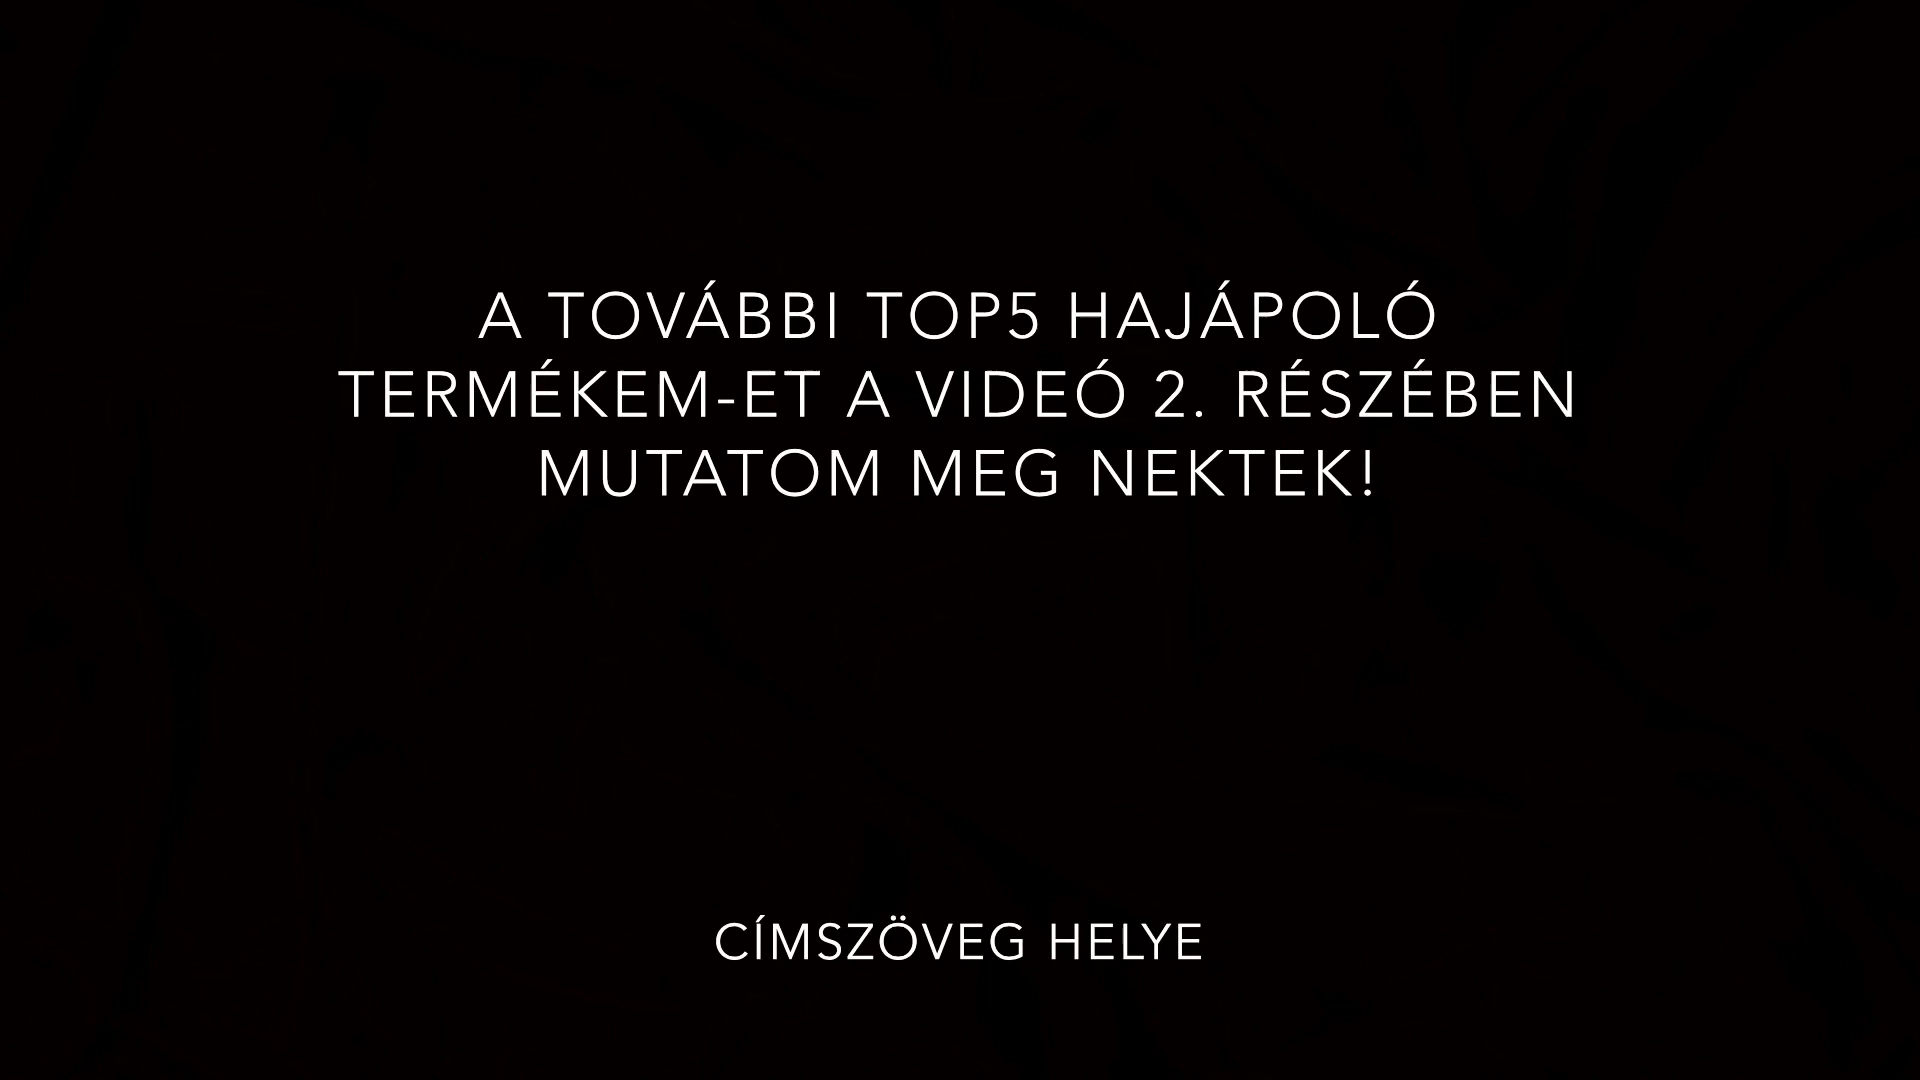 A TOVÁBBI TOP5 HAJÁPOLÓ
TERMÉKEM-ET A VIDEÓ 2. RÉSZÉBEN
MUTATOM MEG NEKTEK!
CÍMSZÖVEG HELYE